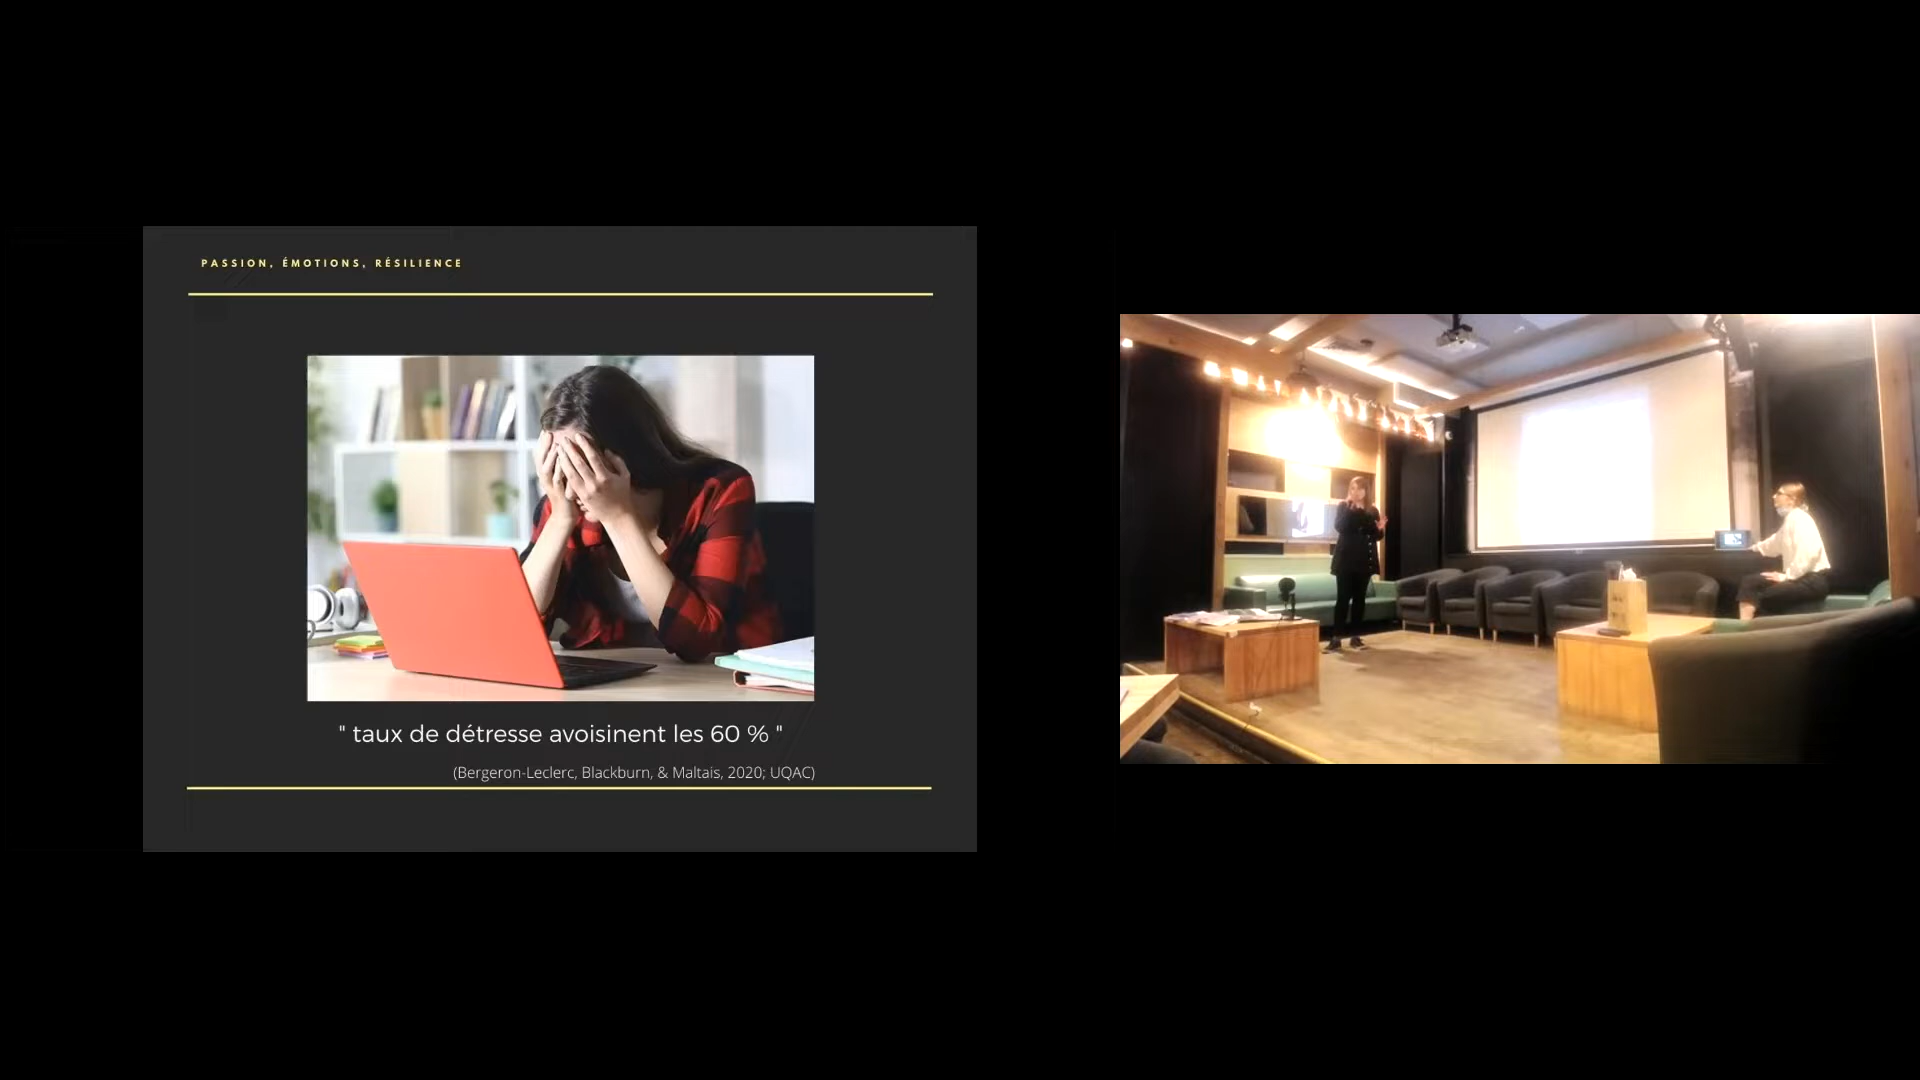 PASSION, ÉMOTIONS, RÉSILIENCE
" taux de détresse avoisinent les 60 % "
(Bergeron-Leclerc, Blackburn, & Maltais, 2020; UQAC)